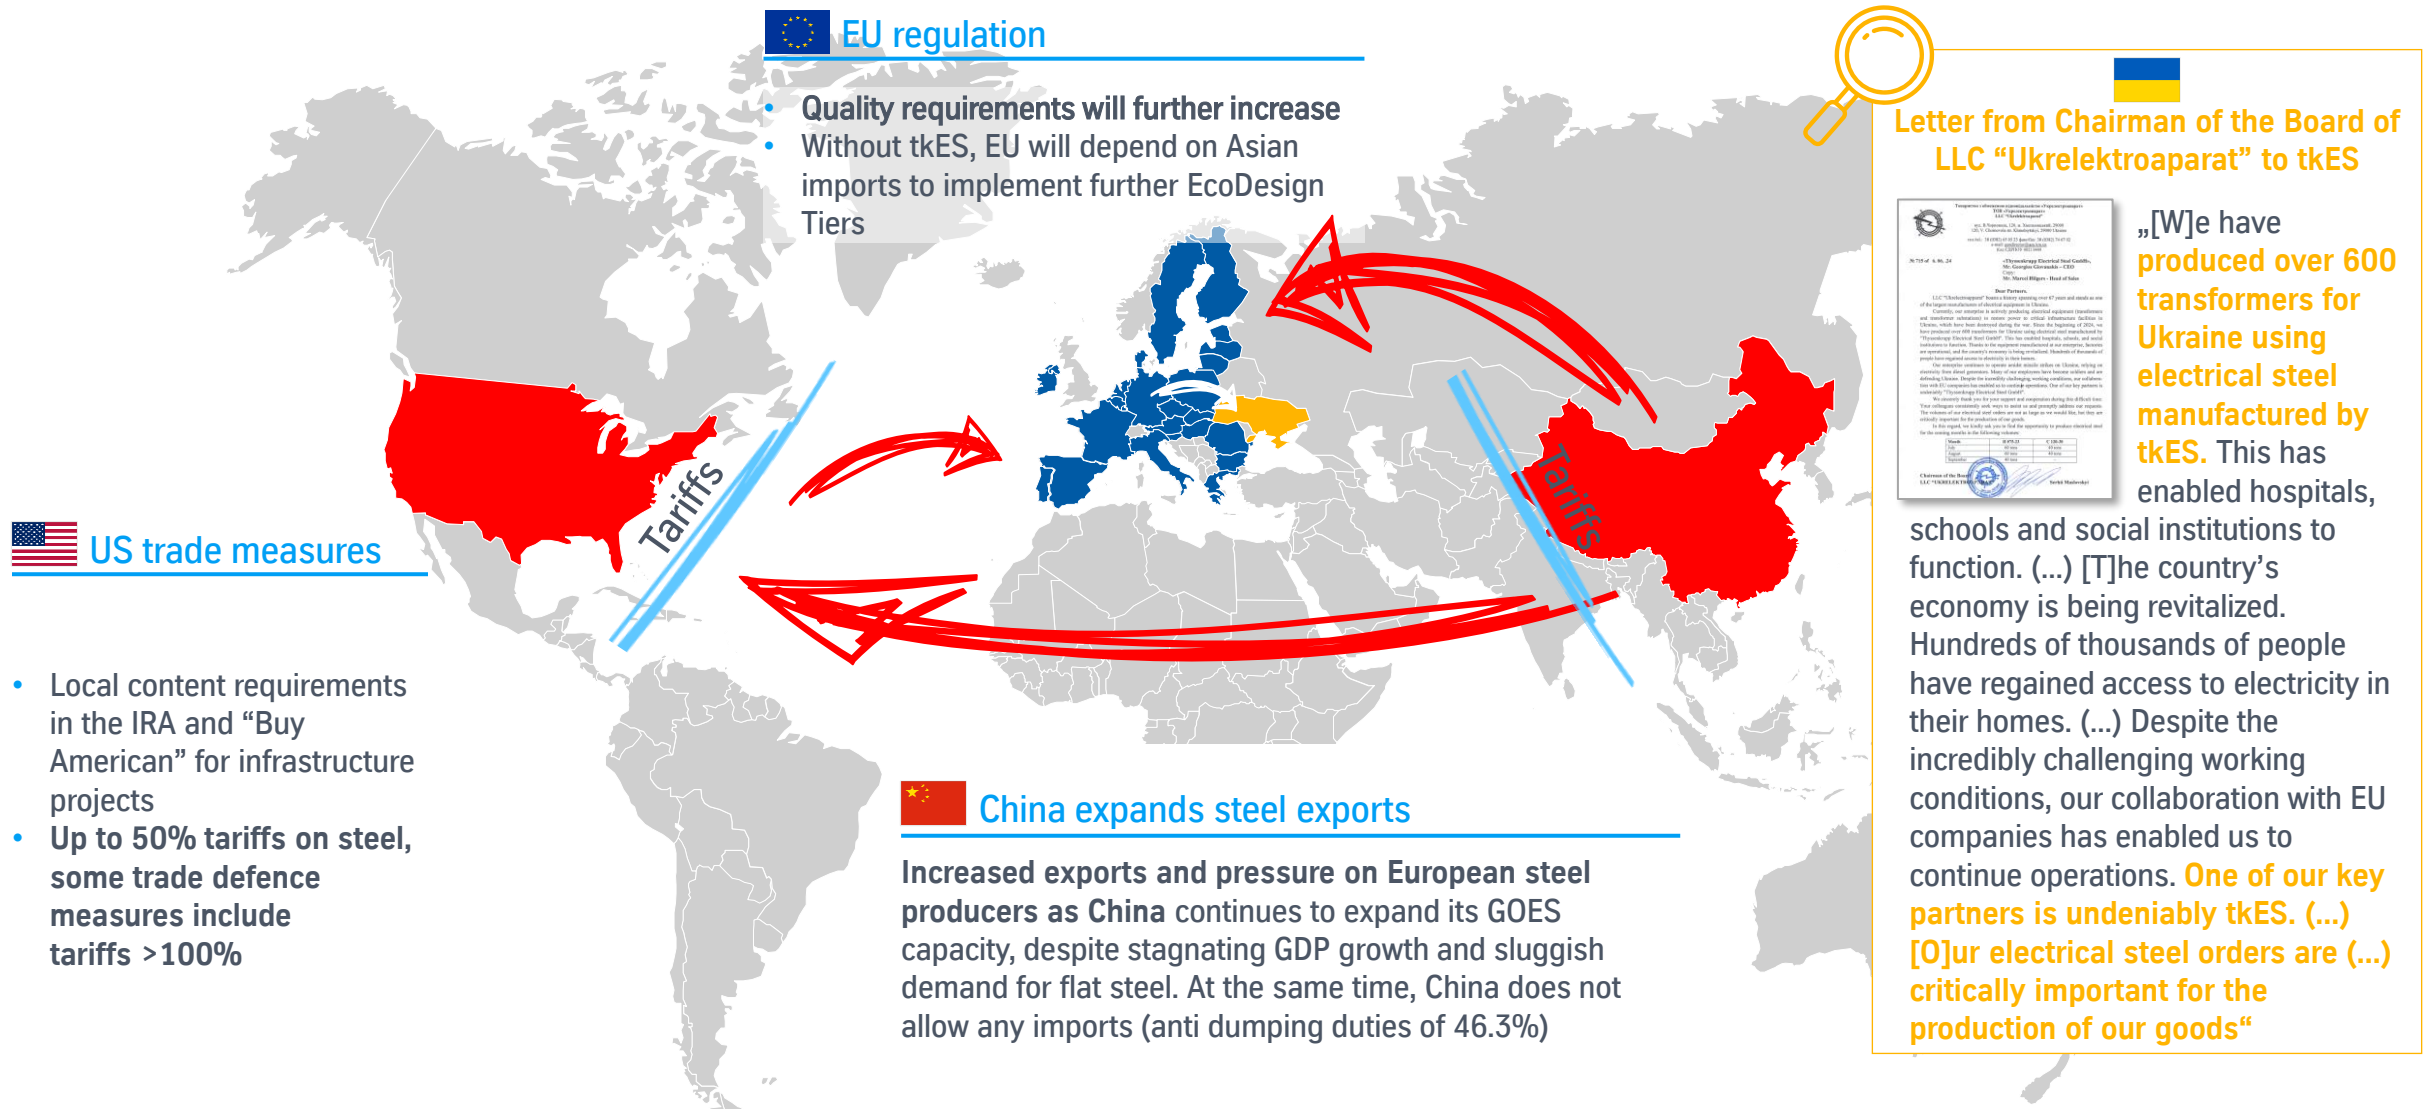 EU regulation
• Quality requirements will further increase
• Without tkES, EU will depend on Asian
imports to implement further EcoDesign
Tiers
US trade measures
• Local content requirements
in the IRA and “Buy
American” for infrastructure
projects
• Up to 50% tariffs on steel,
some trade defence
measures include
tariffs >100%
Tariffs
Tariffs
China expands steel exports
Increased exports and pressure on European steel
producers as China continues to expand its GOES
capacity, despite stagnating GDP growth and sluggish
demand for flat steel. At the same time, China does not
allow any imports (anti dumping duties of 46.3%)
Letter from Chairman of the Board of
LLC “Ukrelektroaparat” to tkES
„[W]e have
produced over 600
transformers for
Ukraine using
electrical steel
manufactured by
tkES. This has
enabled hospitals,
schools and social institutions to
function. (...) [T]he country’s
economy is being revitalized.
Hundreds of thousands of people
have regained access to electricity in
their homes. (...) Despite the
incredibly challenging working
conditions, our collaboration with EU
companies has enabled us to
continue operations. One of our key
partners is undeniably tkES. (...)
[O]ur electrical steel orders are (...)
critically important for the
production of our goods“
Dear Partners,